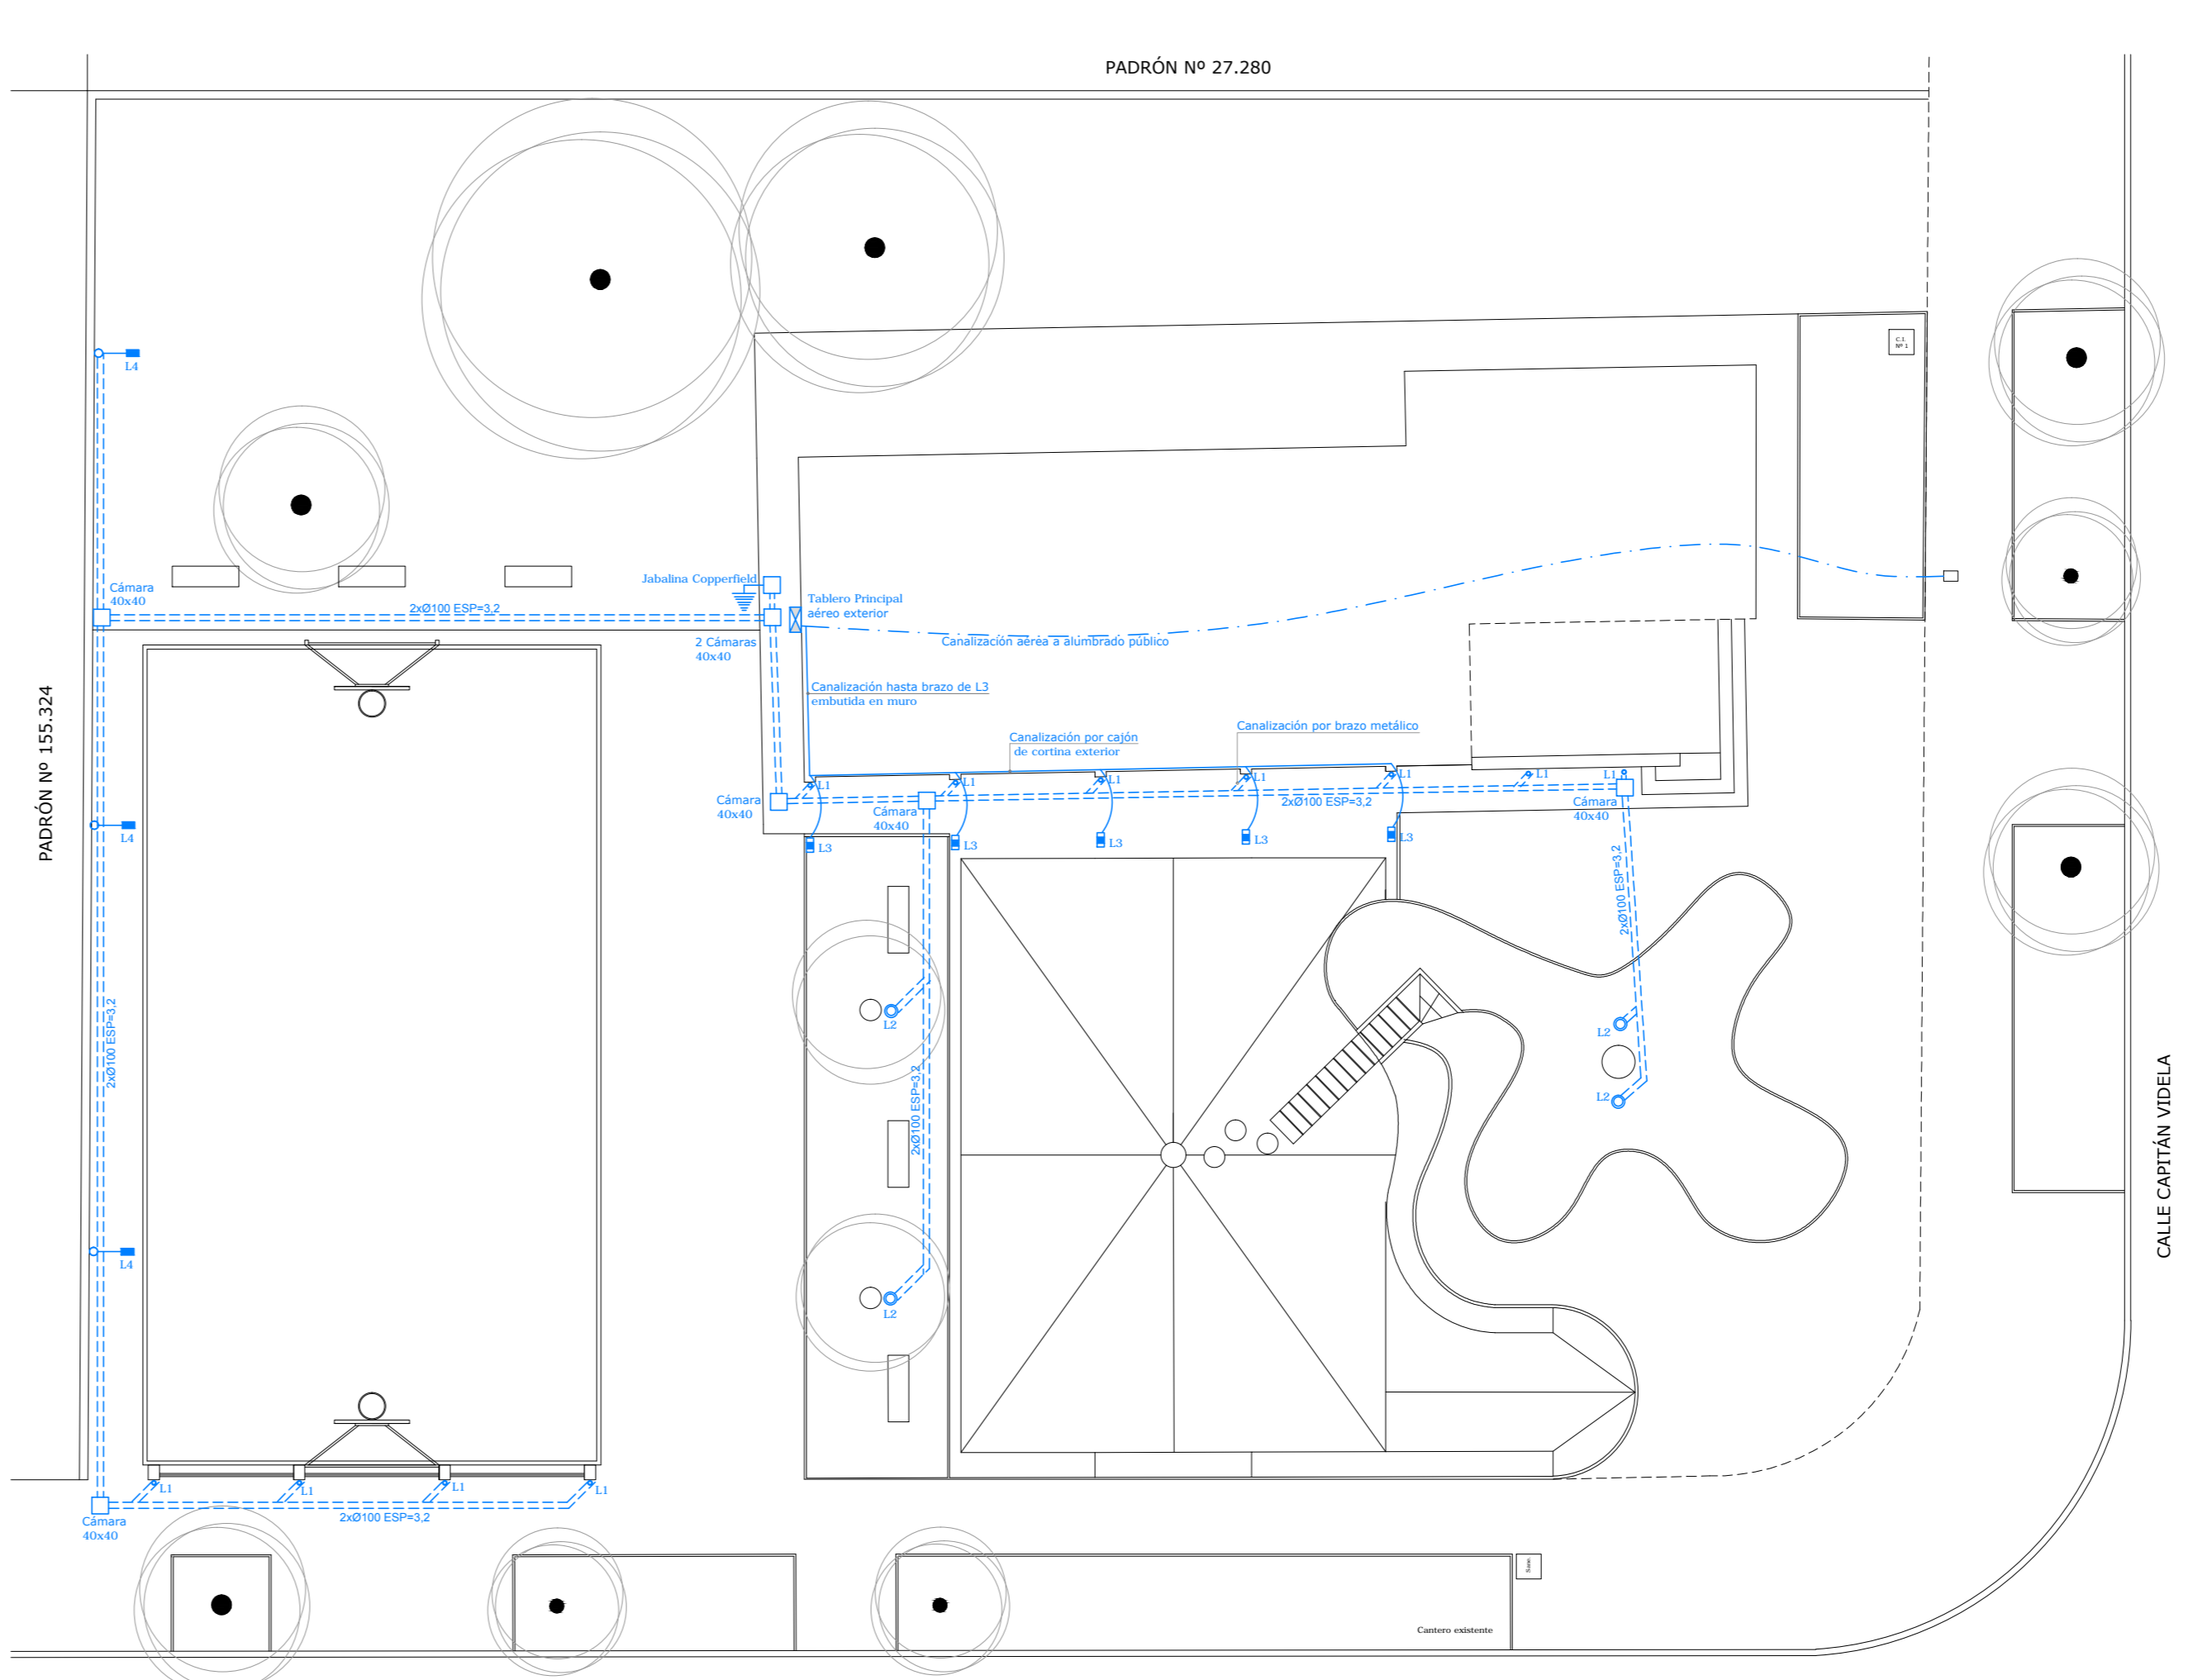 PADRÓN Nº 27.280
C.I.
Nº 1
L4
Cámara
40x40
2xØ100 ESP=3,2
Jabalina Copperfield
Tablero Principal
aéreo exterior
2 Cámaras
40x40
Canalización aérea a alumbrado público
Canalización hasta brazo de L3
embutida en muro
Canalización por cajón
de cortina exterior
Canalización por brazo metálico
PADRÓN Nº 155.324
L1
L1
L1
L1
L1
L1
L1
Cámara
40x40
Cámara
40x40
2xØ100 ESP=3,2
Cámara
40x40
L4
L3
L3
L3
L3
L3
2xØ100 ESP=3,2
2xØ100 ESP=3,2
L2
L2
2xØ100 ESP=3,2
L2
CALLE CAPITÁN VIDELA
L4
L2
L1
L1
L1
L1
2xØ100 ESP=3,2
Cámara
40x40
Cantero existente